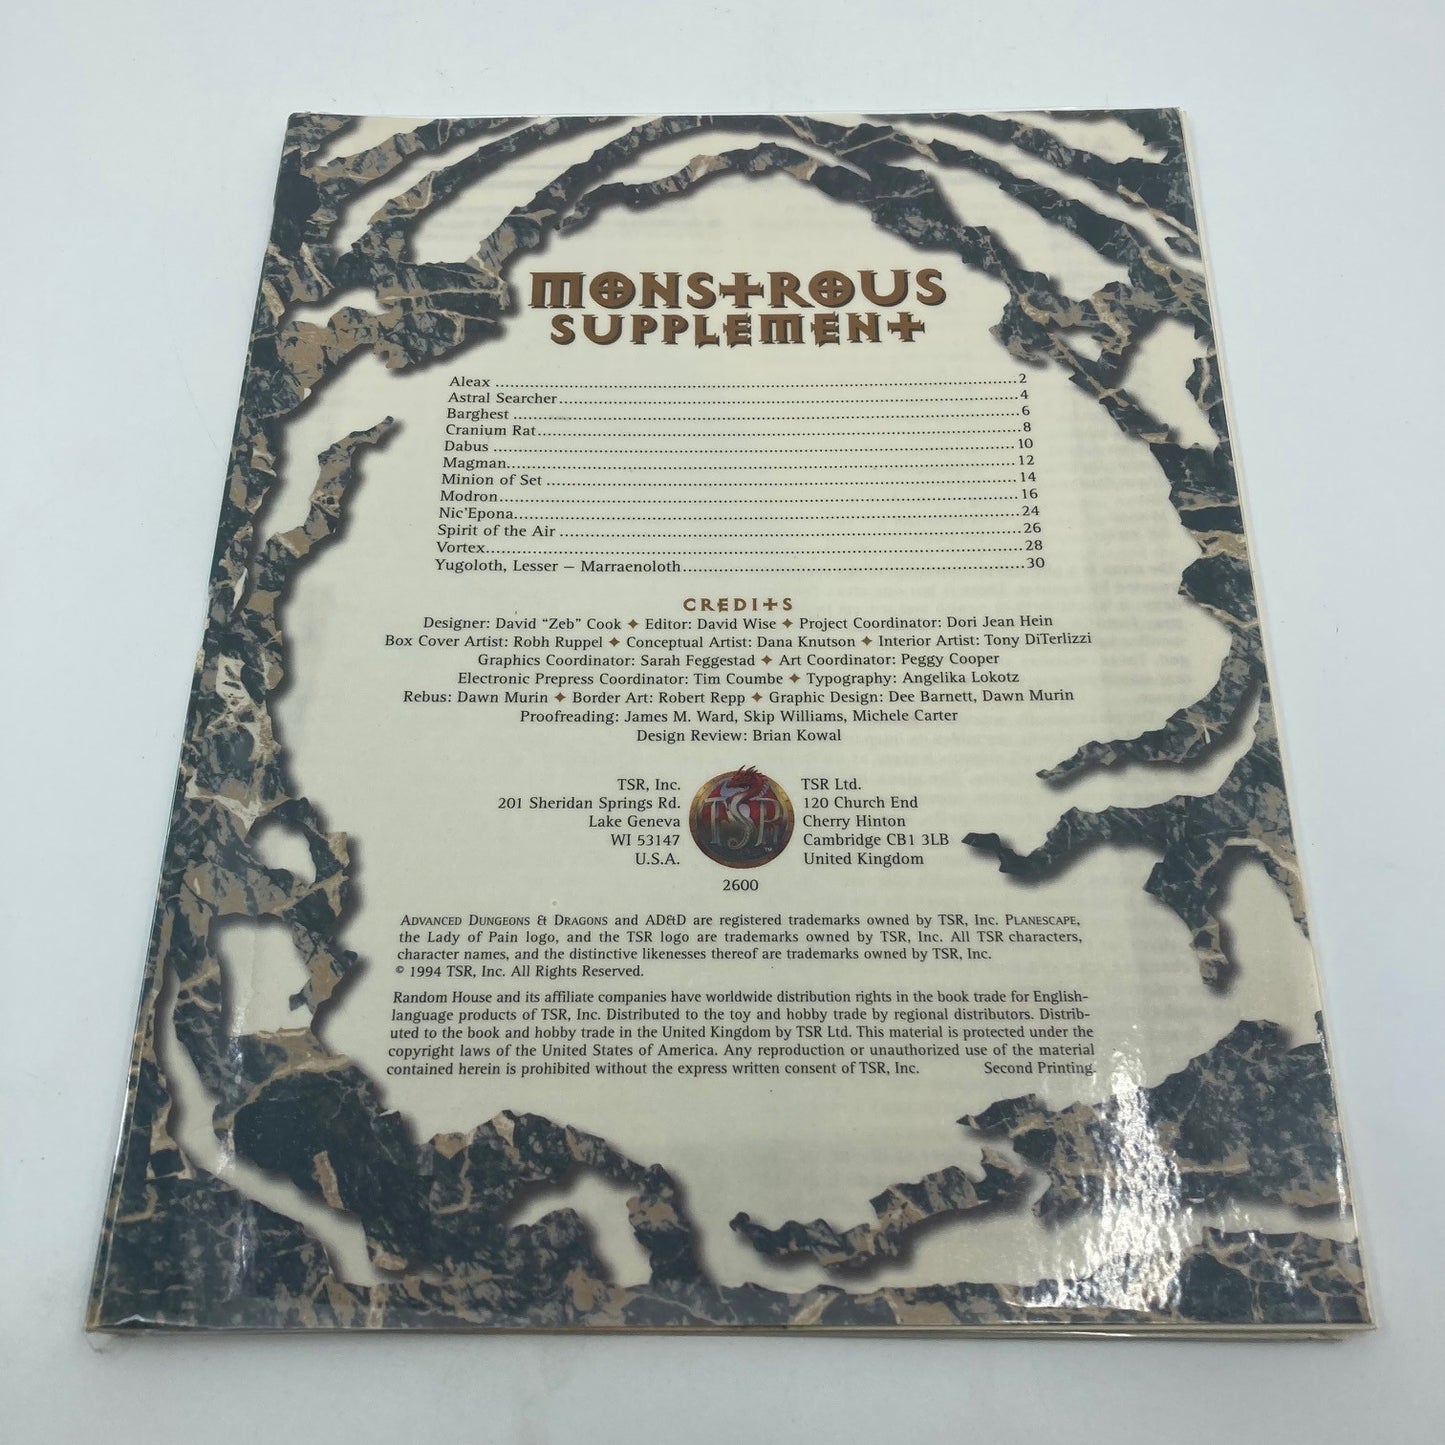 MONSTROUS
SUPPLEMENT
Aleax ................................................................ 2
Astral Searcher ................................................................ 4
Barghest ................................................................ 6
Cranium Rat ................................................................ 8
Dabus ................................................................ 10
Magman ................................................................ 12
Minion of Set ................................................................ 14
Modron ................................................................ 16
Nic'Epona ................................................................ 24
Spirit of the Air ................................................................ 26
Vortex ................................................................ 28
Yugoloth, Lesser — Marraenoloth ................................................................ 30
CREDITS
Designer: David "Zeb" Cook ✦ Editor: David Wise ✦ Project Coordinator: Dori Jean Hein
Box Cover Artist: Robh Ruppel ✦ Conceptual Artist: Dana Knutson ✦ Interior Artist: Tony DiTerlizzi
Graphics Coordinator: Sarah Feggestad ✦ Art Coordinator: Peggy Cooper
Electronic Prepress Coordinator: Tim Coumbe ✦ Typography: Angelika Lokotz
Rebus: Dawn Murin ✦ Border Art: Robert Repp ✦ Graphic Design: Dee Barnett, Dawn Murin
Proofreading: James M. Ward, Skip Williams, Michele Carter
Design Review: Brian Kowal
TSR, Inc.
201 Sheridan Springs Rd.
Lake Geneva
WI 53147
U.S.A.
TSR
™
TSR Ltd.
120 Church End
Cherry Hinton
Cambridge CB1 3LB
United Kingdom
2600
ADVANCED DUNGEONS & DRAGONS and AD&D are registered trademarks owned by TSR, Inc. PLANESCAPE,
the Lady of Pain logo, and the TSR logo are trademarks owned by TSR, Inc. All TSR characters,
character names, and the distinctive likenesses thereof are trademarks owned by TSR, Inc.
© 1994 TSR, Inc. All Rights Reserved.
Random House and its affiliate companies have worldwide distribution rights in the book trade for English-
language products of TSR, Inc. Distributed to the toy and hobby trade by regional distributors. Distrib-
uted to the book and hobby trade in the United Kingdom by TSR Ltd. This material is protected under the
copyright laws of the United States of America. Any reproduction or unauthorized use of the material
contained herein is prohibited without the express written consent of TSR, Inc. Second Printing.